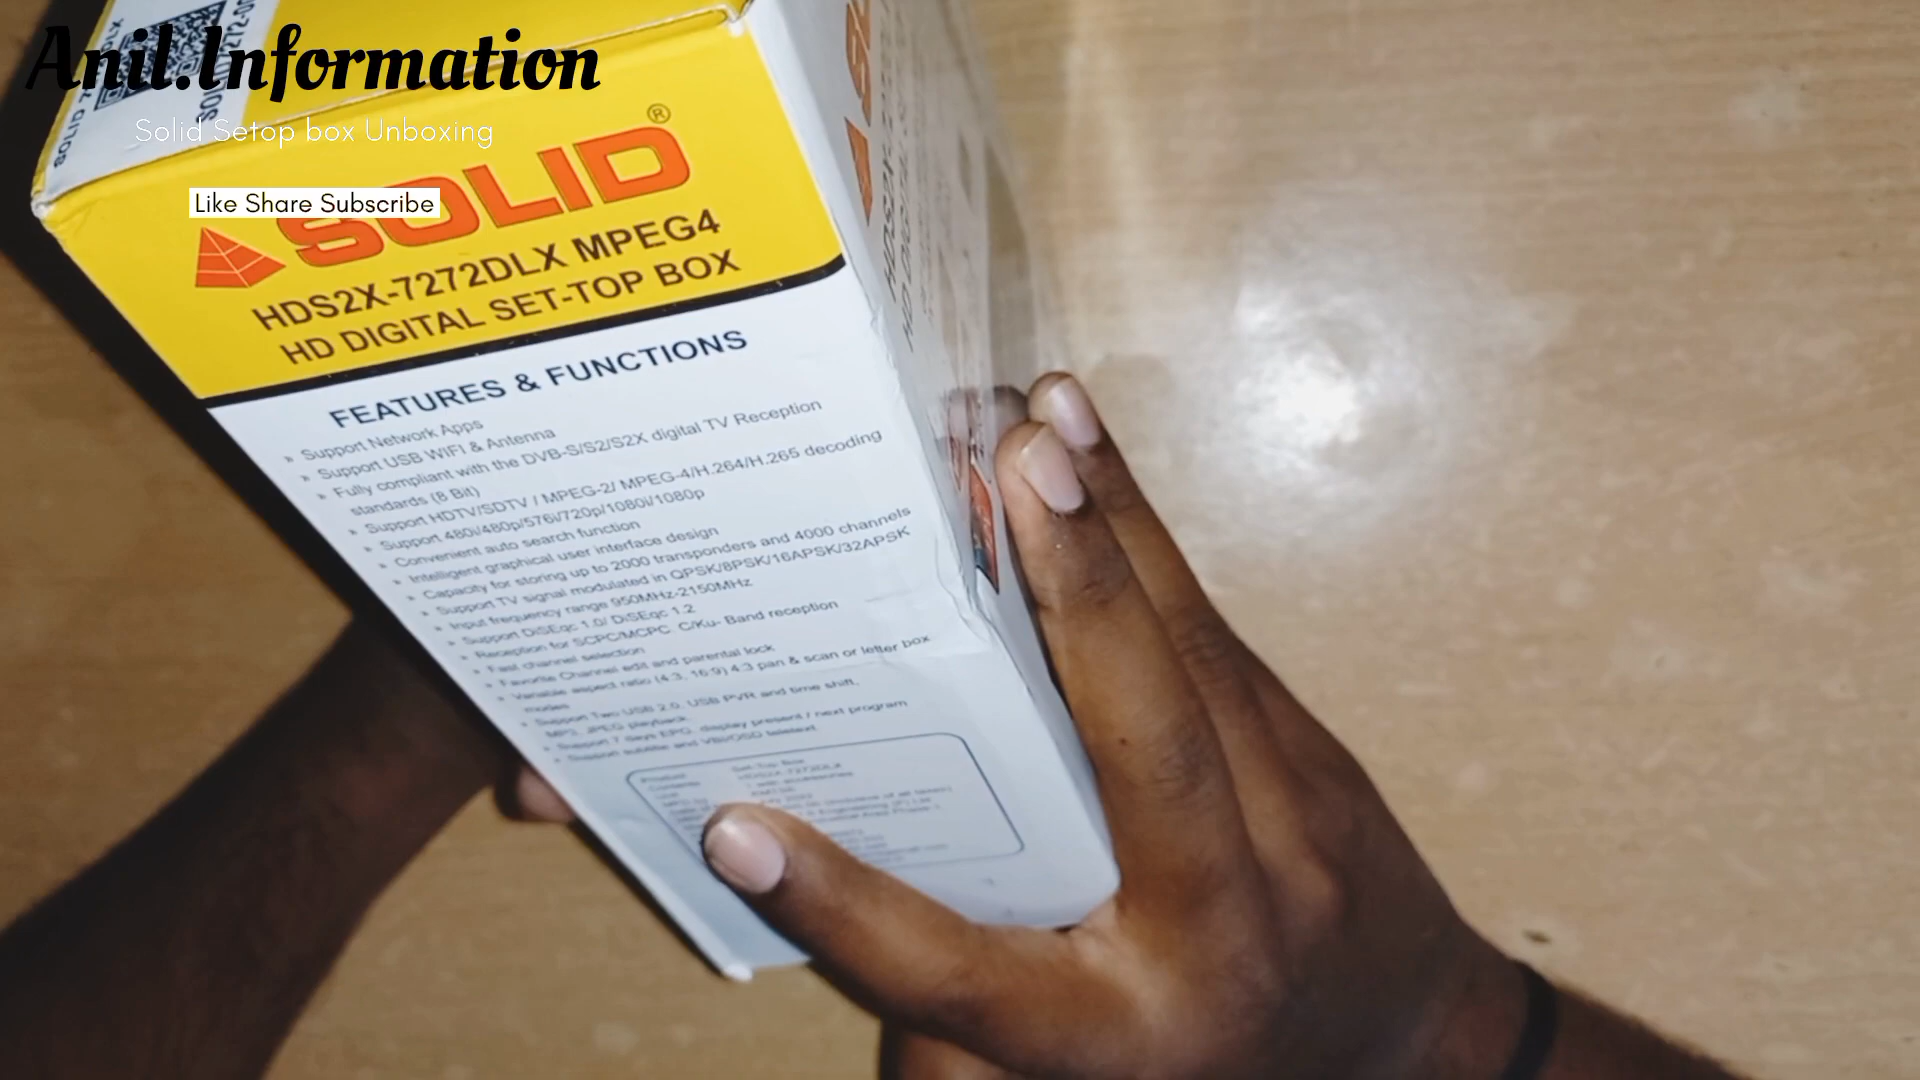 Anil.Information
Solid Setop box Unboxing
Like Share Subscribe
SOLID®
HDS2X-7272DLX MPEG4
HD DIGITAL SET-TOP BOX
FEATURES & FUNCTIONS
» Support Network Apps
» Support USB WIFI & Antenna
» Fully compliant with the DVB-S/S2/S2X digital TV Reception
standards (8 Bit)
» Support HDTV/SDTV / MPEG-2/ MPEG-4/H.264/H.265 decoding
» Support 480i/480p/576i/720p/1080i/1080p
» Convenient auto search function
» Intelligent graphical user interface design
» Capacity for storing up to 2000 transponders and 4000 channels
» Support TV signal modulated in QPSK/8PSK/16APSK/32APSK
» Input frequency range 950MHz-2150MHz
» Support DiSEqc 1.0/ DiSEqc 1.2
» Reception for SCPC/MCPC C/Ku- Band reception
» Fast channel selection
» Favorite Channel edit and parental lock
» Variable aspect ratio (4:3, 16:9) 4:3 pan & scan or letter box
modes
» Support Two USB 2.0, USB PVR and time shift,
MP3, JPEG playback
» Support 7 days EPG, display present / next program
» Support subtitle and VBI/OSD teletext
Product Set-Top Box
Contents HDS2X-7272DLX